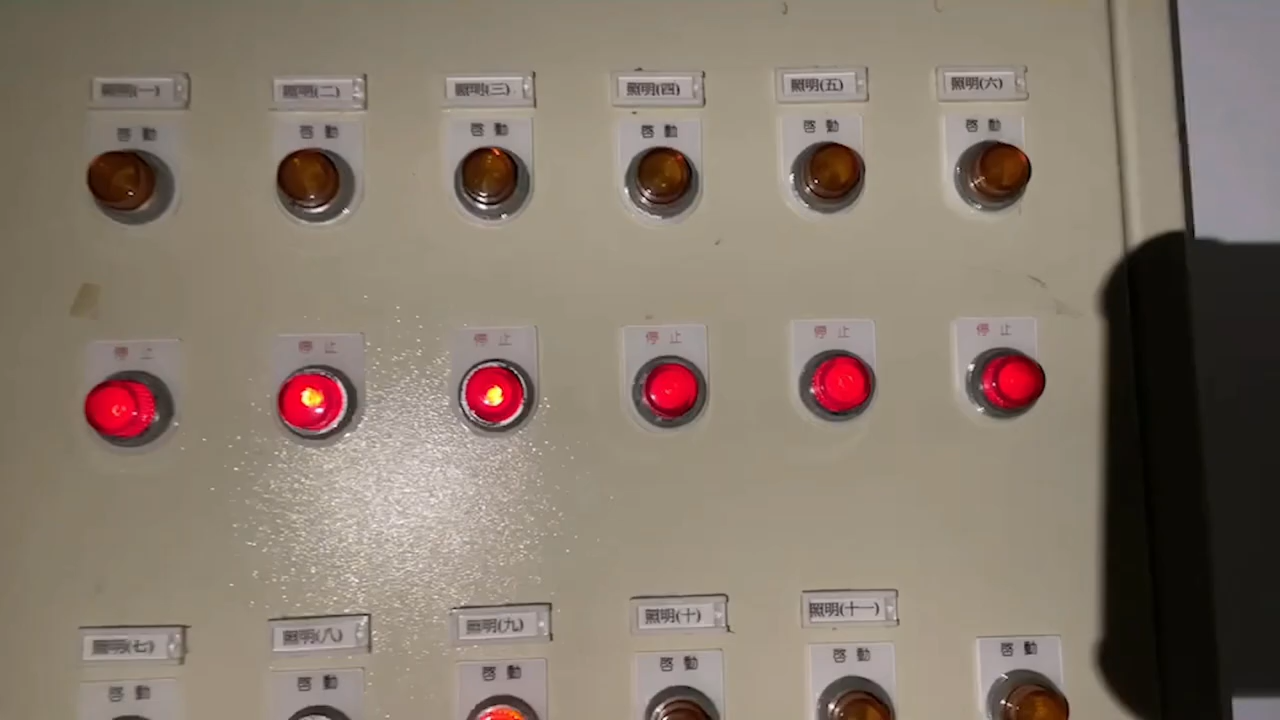 照明(一) 照明(二) 照明(三) 照明(四) 照明(五) 照明(六)
啓動 啓動 啓動 啓動 啓動 啓動
停止 停止 停止 停止 停止 停止
照明(七) 照明(八) 照明(九) 照明(十) 照明(十一)
啓動 啓動 啓動 啓動 啓動 啓動